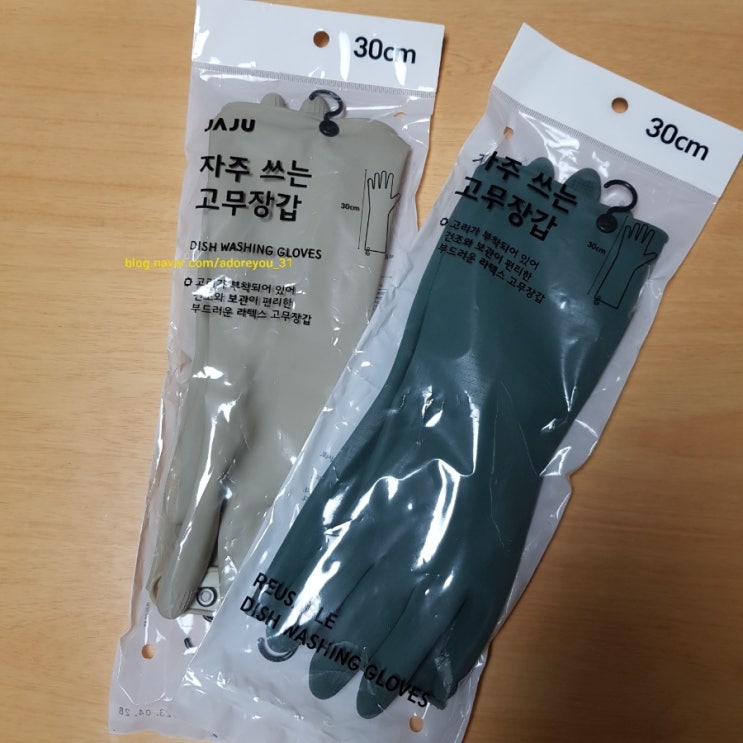 30cm
JAJU
자주 쓰는
고무장갑
30cm
DISH WASHING GLOVES
blog.naver.com/adoreyou_31
고리가 부착되어 있어
건조와 보관이 편리한
부드러운 라텍스 고무장갑
23. 04. 28
30cm
자주 쓰는
고무장갑
30cm
고리가 부착되어 있어
건조와 보관이 편리한
부드러운 라텍스 고무장갑
REUSABLE
DISH WASHING GLOVES